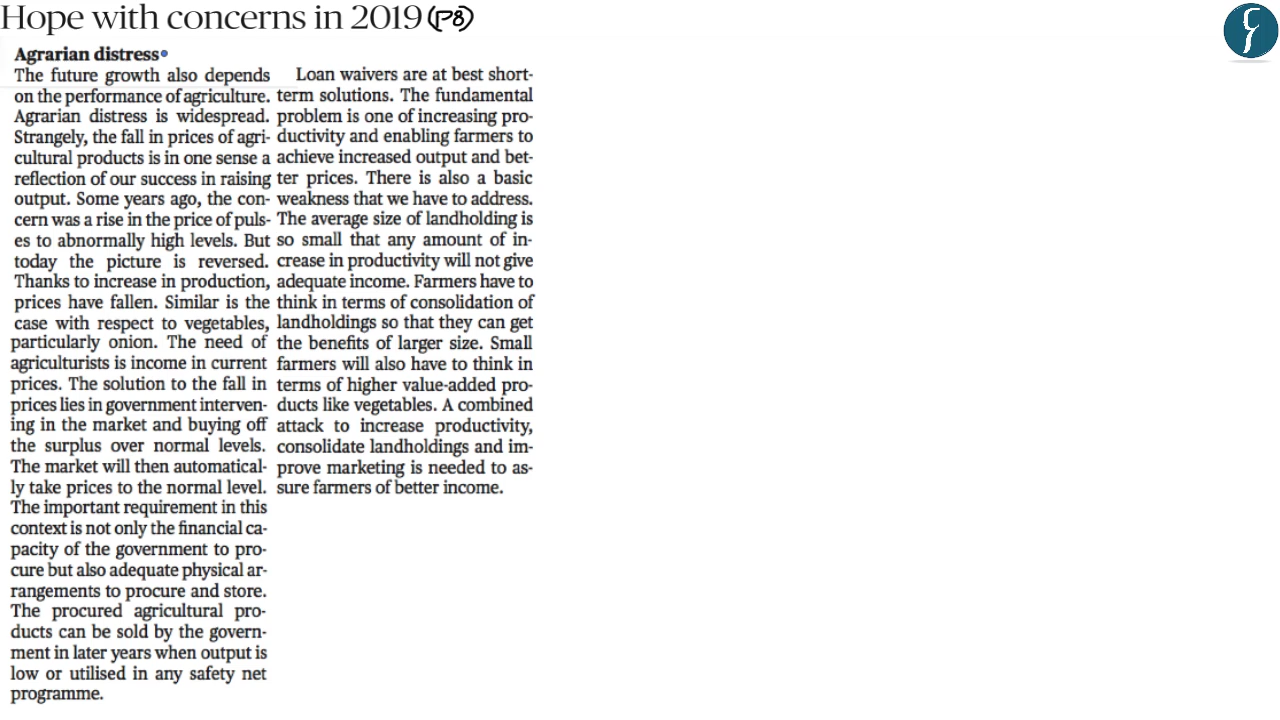 Hope with concerns in 2019 (P8)
Agrarian distress
The future growth also depends
on the performance of agriculture.
Agrarian distress is widespread.
Strangely, the fall in prices of agri-
cultural products is in one sense a
reflection of our success in raising
output. Some years ago, the con-
cern was a rise in the price of puls-
es to abnormally high levels. But
today the picture is reversed.
Thanks to increase in production,
prices have fallen. Similar is the
case with respect to vegetables,
particularly onion. The need of
agriculturists is income in current
prices. The solution to the fall in
prices lies in government interven-
ing in the market and buying off
the surplus over normal levels.
The market will then automatical-
ly take prices to the normal level.
The important requirement in this
context is not only the financial ca-
pacity of the government to pro-
cure but also adequate physical ar-
rangements to procure and store.
The procured agricultural pro-
ducts can be sold by the govern-
ment in later years when output is
low or utilised in any safety net
programme.
Loan waivers are at best short-
term solutions. The fundamental
problem is one of increasing pro-
ductivity and enabling farmers to
achieve increased output and bet-
ter prices. There is also a basic
weakness that we have to address.
The average size of landholding is
so small that any amount of in-
crease in productivity will not give
adequate income. Farmers have to
think in terms of consolidation of
landholdings so that they can get
the benefits of larger size. Small
farmers will also have to think in
terms of higher value-added pro-
ducts like vegetables. A combined
attack to increase productivity,
consolidate landholdings and im-
prove marketing is needed to as-
sure farmers of better income.